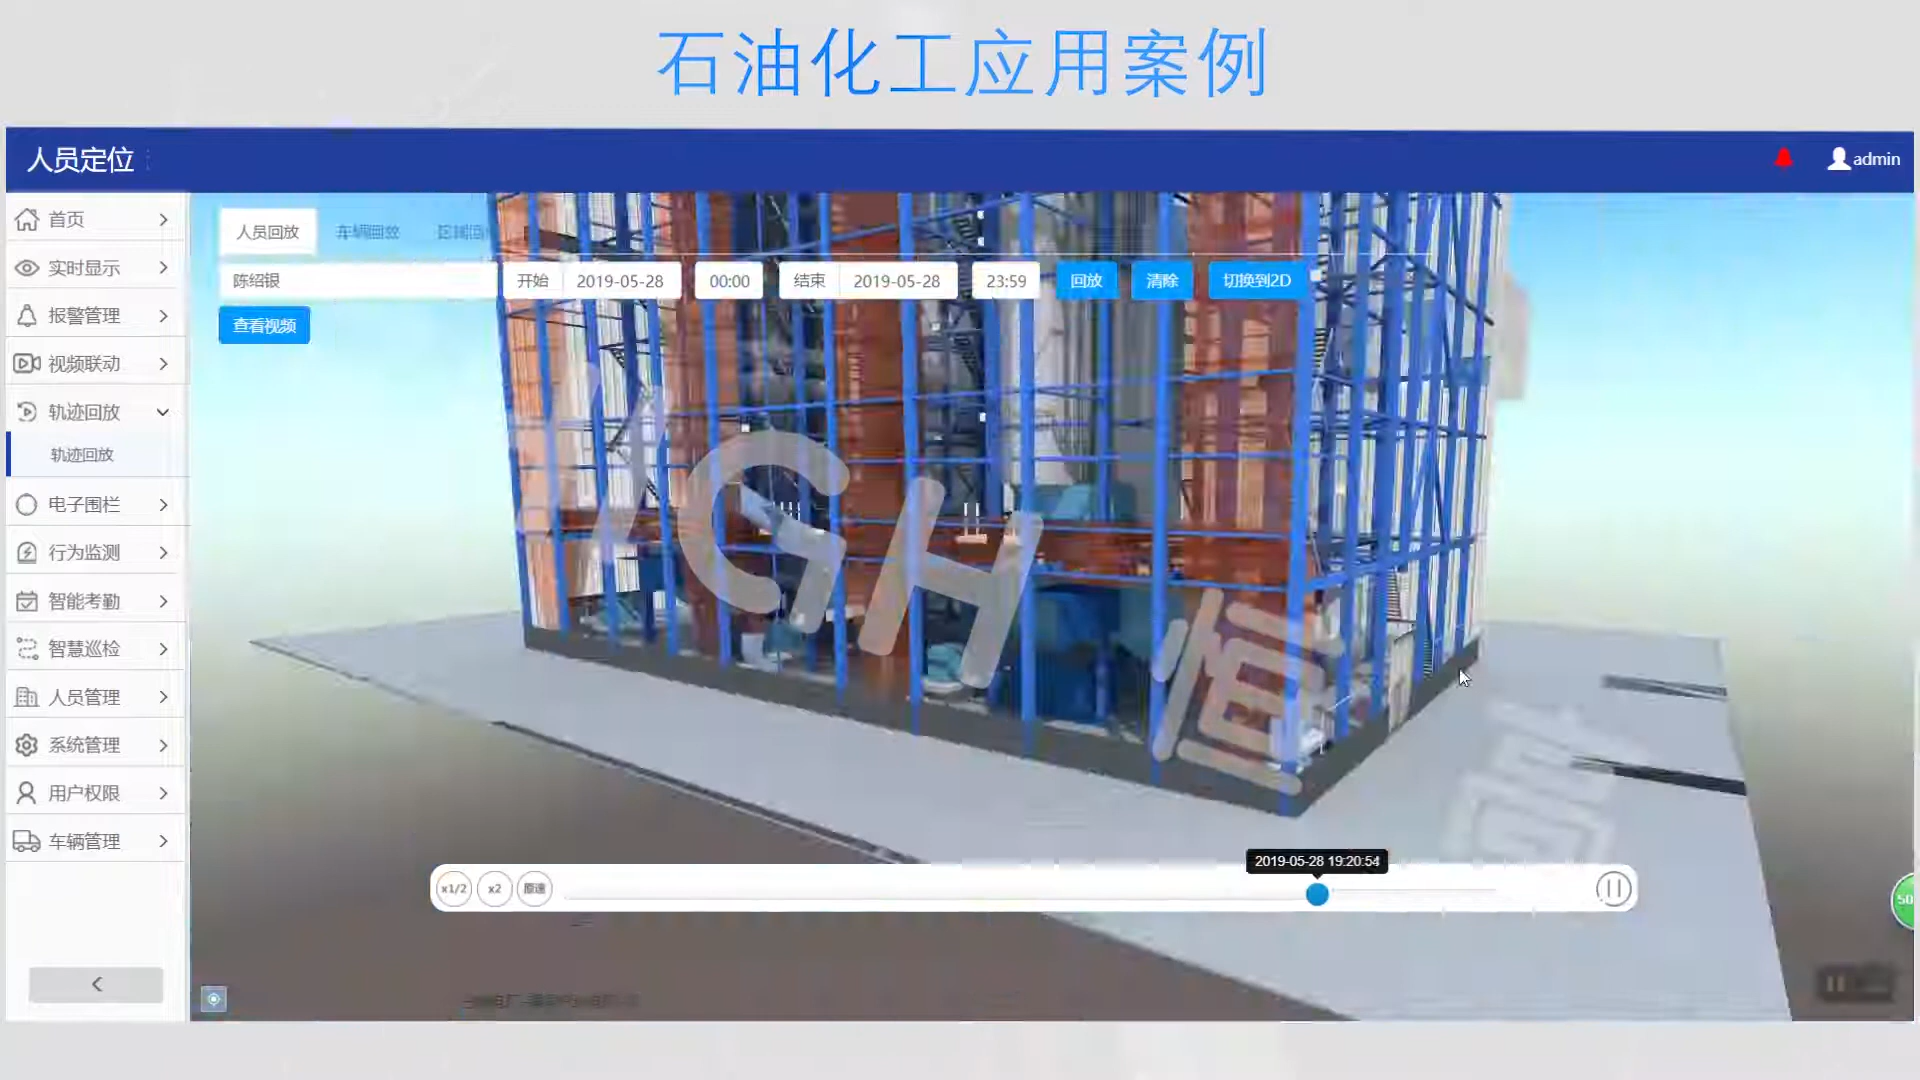 石油化工应用案例
人员定位
admin
首页
实时显示
报警管理
视频联动
轨迹回放
轨迹回放
电子围栏
行为监测
智能考勤
智慧巡检
人员管理
系统管理
用户权限
车辆管理
人员回放 车辆回放
陈绍银 开始 2019-05-28 00:00 结束 2019-05-28 23:59 回放 清除 切换到2D
查看视频
GH 恒高
2019-05-28 19:20:54
x1/2 x2 原速
50